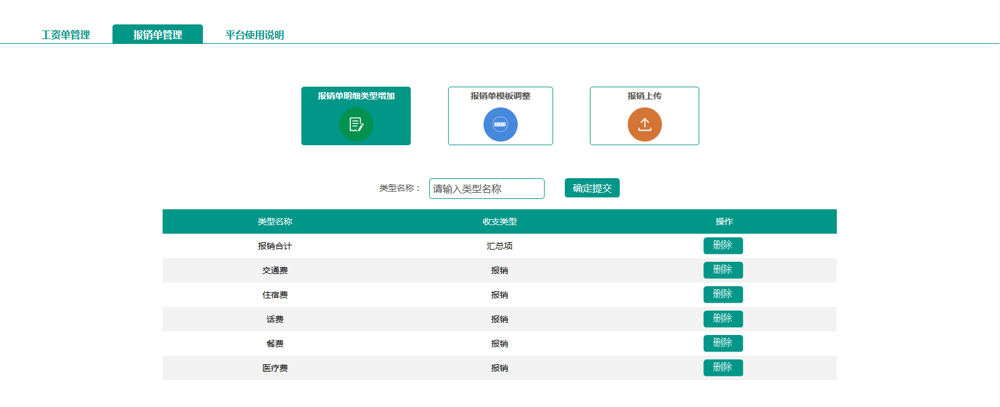 工资单管理 报销单管理 平台使用说明
报销单明细类型增加 报销单模板调整 报销上传
类型名称： 请输入类型名称 确定提交
类型名称 收支类型 操作
报销合计 汇总项 删除
交通费 报销 删除
住宿费 报销 删除
话费 报销 删除
餐费 报销 删除
医疗费 报销 删除